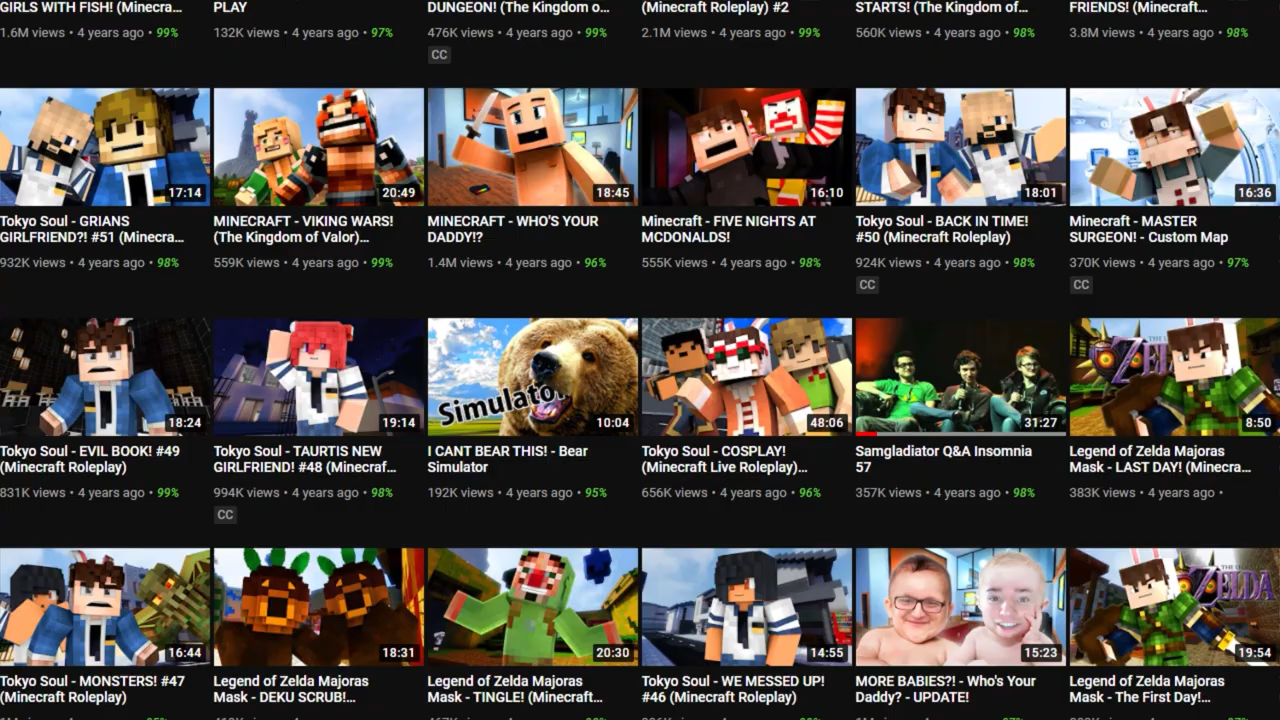 GIRLS WITH FISH! (Minecra...
PLAY
DUNGEON! (The Kingdom o...
(Minecraft Roleplay) #2
STARTS! (The Kingdom of...
FRIENDS! (Minecraft...
1.6M views • 4 years ago • 99%
132K views • 4 years ago • 97%
476K views • 4 years ago • 99%
2.1M views • 4 years ago • 99%
560K views • 4 years ago • 98%
3.8M views • 4 years ago • 98%
CC
17:14
20:49
18:45
16:10
18:01
16:36
Tokyo Soul - GRIANS
GIRLFRIEND?! #51 (Minecra...
932K views • 4 years ago • 98%
MINECRAFT - VIKING WARS!
(The Kingdom of Valor)...
559K views • 4 years ago • 99%
MINECRAFT - WHO'S YOUR
DADDY!?
1.4M views • 4 years ago • 96%
Minecraft - FIVE NIGHTS AT
MCDONALDS!
555K views • 4 years ago • 98%
Tokyo Soul - BACK IN TIME!
#50 (Minecraft Roleplay)
924K views • 4 years ago • 98%
CC
Minecraft - MASTER
SURGEON! - Custom Map
370K views • 4 years ago • 97%
CC
18:24
19:14
Simulator
10:04
48:06
31:27
ZELDA
8:50
Tokyo Soul - EVIL BOOK! #49
(Minecraft Roleplay)
831K views • 4 years ago • 99%
Tokyo Soul - TAURTIS NEW
GIRLFRIEND! #48 (Minecraf...
994K views • 4 years ago • 98%
CC
I CANT BEAR THIS! - Bear
Simulator
192K views • 4 years ago • 95%
Tokyo Soul - COSPLAY!
(Minecraft Live Roleplay)...
656K views • 4 years ago • 96%
Samgladiator Q&A Insomnia
57
357K views • 4 years ago • 98%
Legend of Zelda Majoras
Mask - LAST DAY! (Minecra...
383K views • 4 years ago •
16:44
18:31
20:30
14:55
15:23
ZELDA
19:54
Tokyo Soul - MONSTERS! #47
(Minecraft Roleplay)
Legend of Zelda Majoras
Mask - DEKU SCRUB!...
Legend of Zelda Majoras
Mask - TINGLE! (Minecraft...
Tokyo Soul - WE MESSED UP!
#46 (Minecraft Roleplay)
MORE BABIES?! - Who's Your
Daddy? - UPDATE!
Legend of Zelda Majoras
Mask - The First Day!...